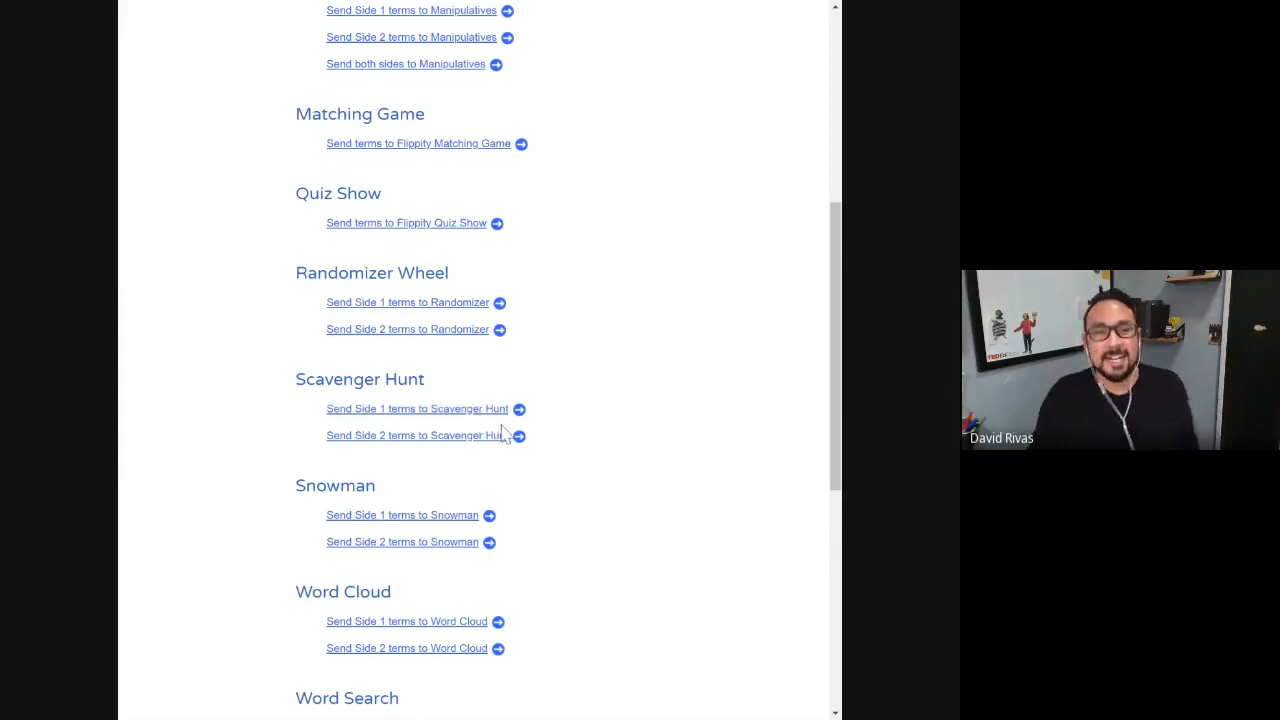 Send Side 1 terms to Manipulatives
Send Side 2 terms to Manipulatives
Send both sides to Manipulatives
Matching Game
Send terms to Flippity Matching Game
Quiz Show
Send terms to Flippity Quiz Show
Randomizer Wheel
Send Side 1 terms to Randomizer
Send Side 2 terms to Randomizer
Scavenger Hunt
Send Side 1 terms to Scavenger Hunt
Send Side 2 terms to Scavenger
Snowman
Send Side 1 terms to Snowman
Send Side 2 terms to Snowman
Word Cloud
Send Side 1 terms to Word Cloud
Send Side 2 terms to Word Cloud
Word Search
David Rivas